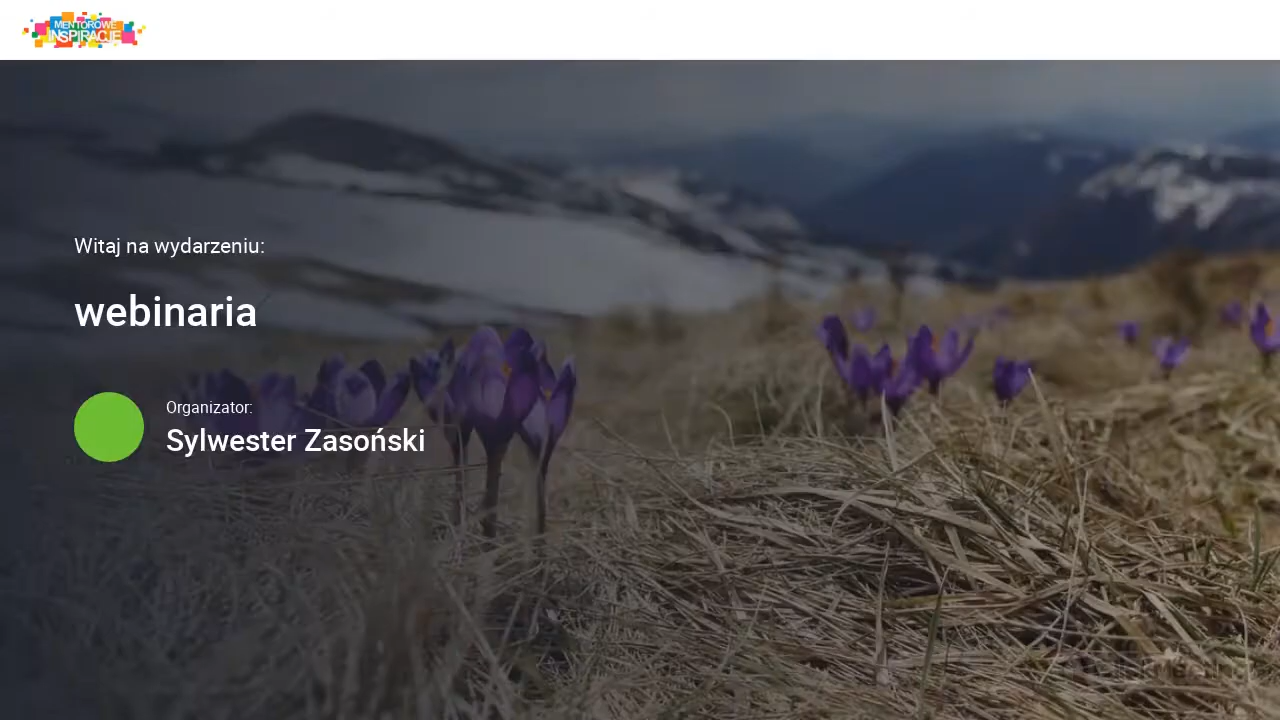 MENTOROWE
INSPIRACJE
Witaj na wydarzeniu:
webinaria
Organizator:
Sylwester Zasoński